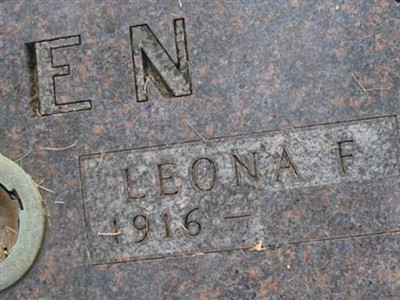 EN
LEONA F
1916 —